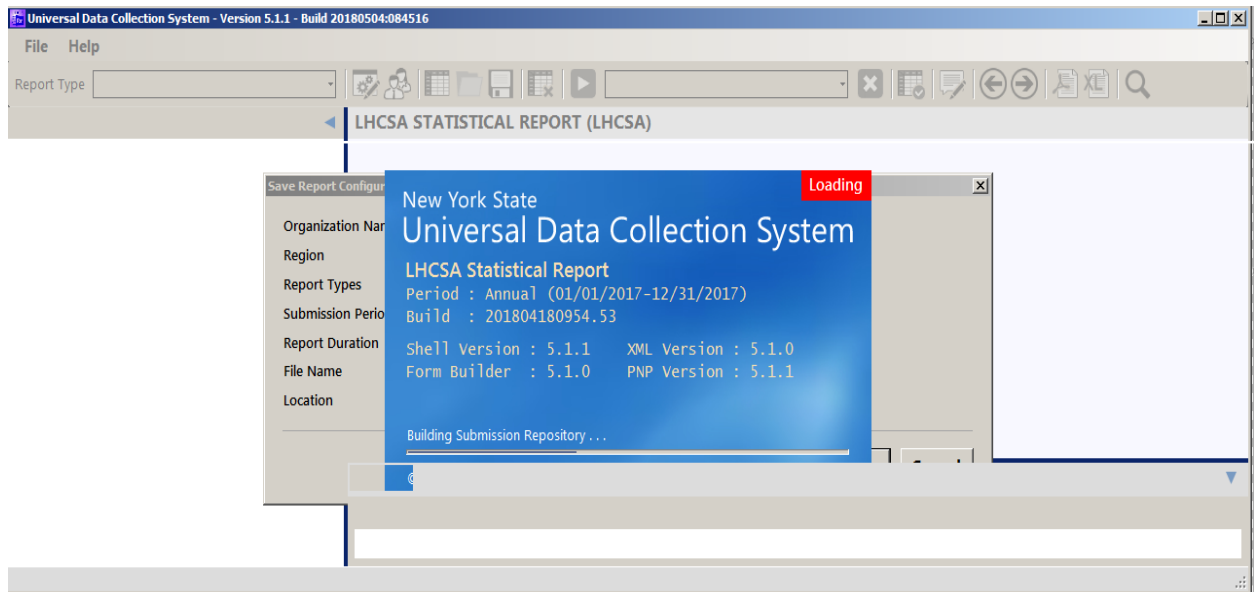 Universal Data Collection System - Version 5.1.1 - Build 20180504:084516
File Help
Report Type
LHCSA STATISTICAL REPORT (LHCSA)
Save Report
Loading
New York State
Universal Data Collection System
LHCSA Statistical Report
Period : Annual (01/01/2017-12/31/2017)
Build : 201804180954.53
Shell Version : 5.1.1 XML Version : 5.1.0
Form Builder : 5.1.0 PNP Version : 5.1.1
Building Submission Repository . . .
Organization
Region
Report Types
Submission
Report Duration
File Name
Location